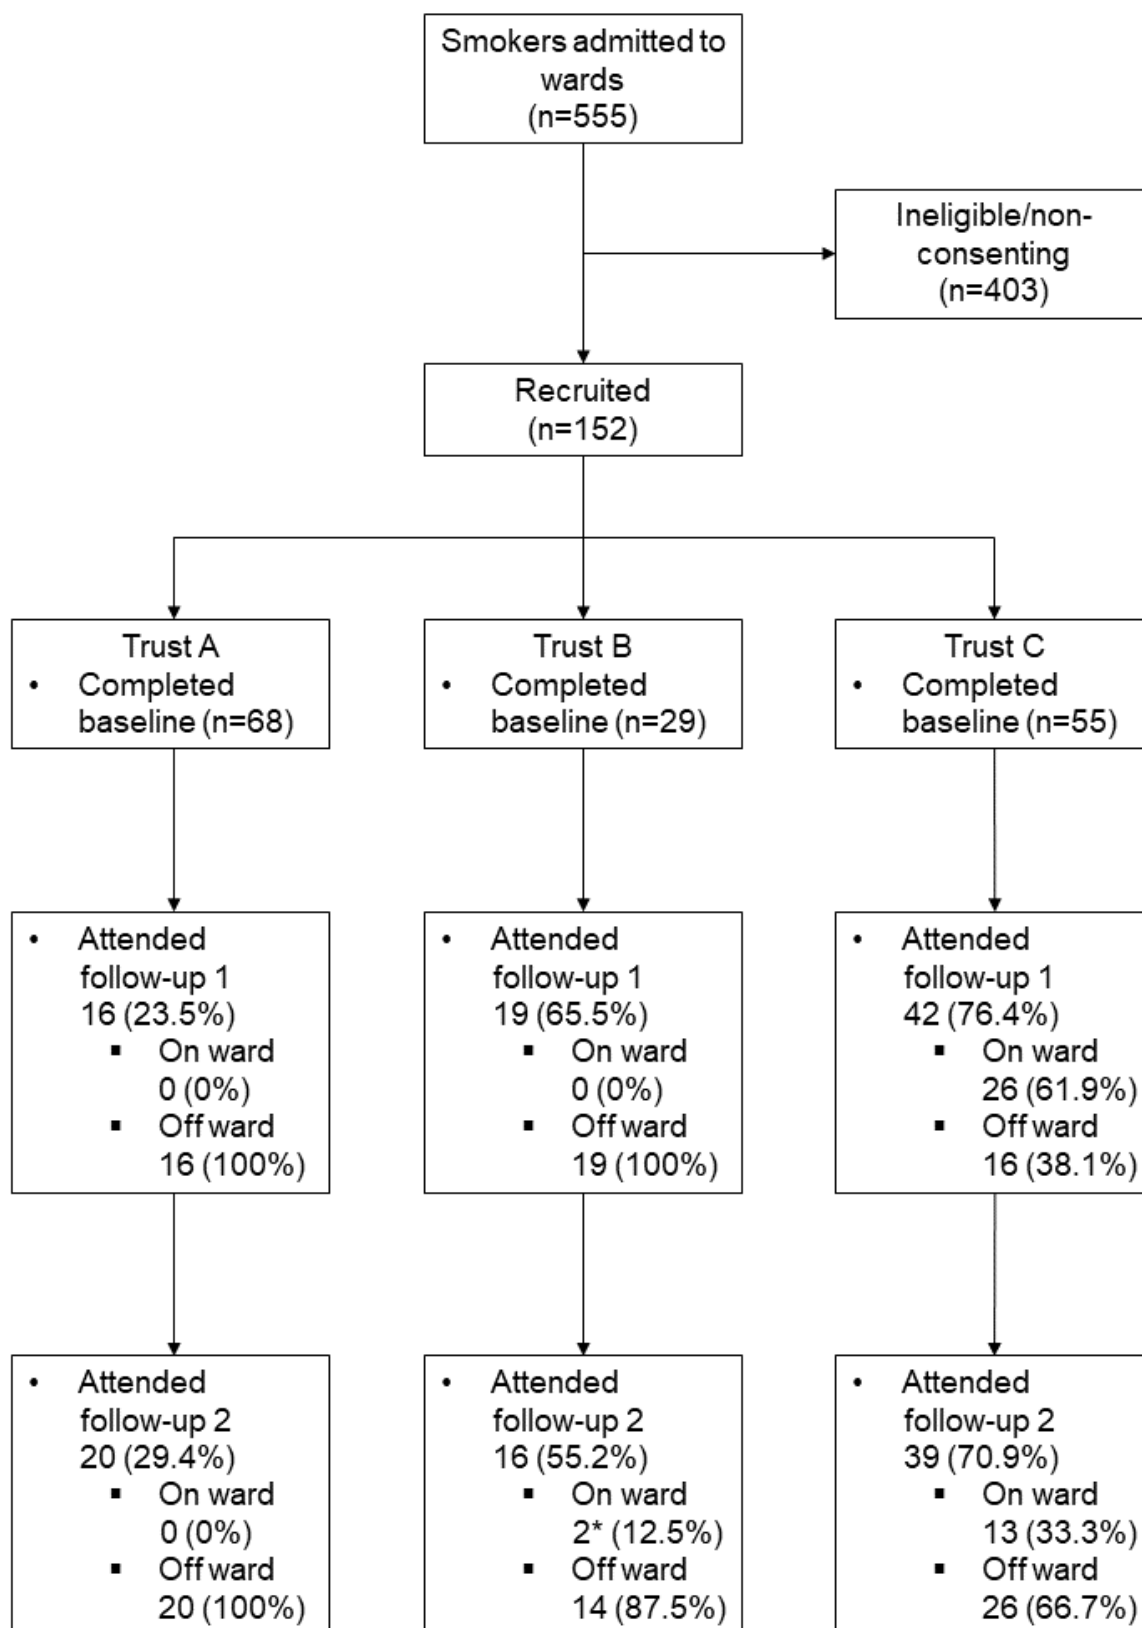 Smokers admitted to
wards
(n=555)
Ineligible/non-
consenting
(n=403)
Recruited
(n=152)
Trust A
• Completed
baseline (n=68)
Trust B
• Completed
baseline (n=29)
Trust C
• Completed
baseline (n=55)
• Attended
follow-up 1
16 (23.5%)
▪ On ward
0 (0%)
▪ Off ward
16 (100%)
• Attended
follow-up 1
19 (65.5%)
▪ On ward
0 (0%)
▪ Off ward
19 (100%)
• Attended
follow-up 1
42 (76.4%)
▪ On ward
26 (61.9%)
▪ Off ward
16 (38.1%)
• Attended
follow-up 2
20 (29.4%)
▪ On ward
0 (0%)
▪ Off ward
20 (100%)
• Attended
follow-up 2
16 (55.2%)
▪ On ward
2* (12.5%)
▪ Off ward
14 (87.5%)
• Attended
follow-up 2
39 (70.9%)
▪ On ward
13 (33.3%)
▪ Off ward
26 (66.7%)